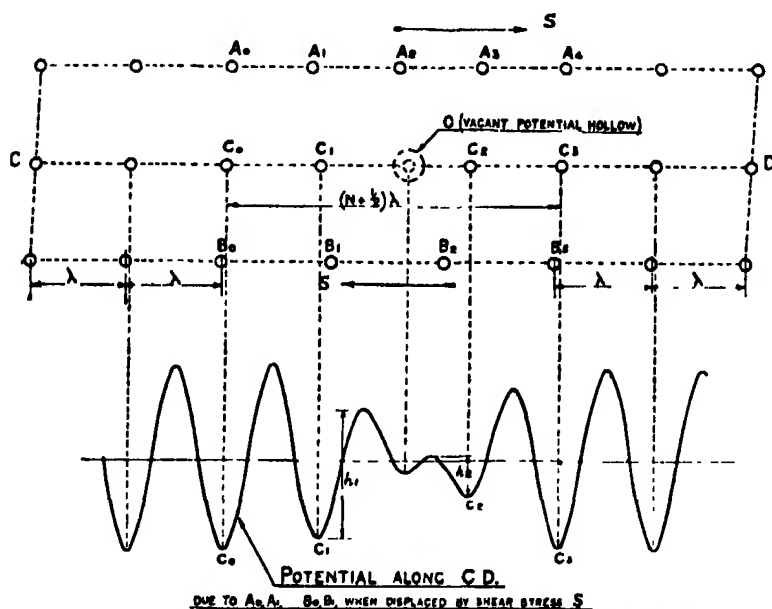 S
A₀ A₁ A₂ A₃ A₄
O (VACANT POTENTIAL HOLLOW)
C C₀ C₁ C₂ C₃ D
(N + ½)λ
B₀ B₁ B₂ B₃
λ λ S λ λ
h₁ h₂
C₂
C₀ C₁ C₃
POTENTIAL ALONG C D.
DUE TO A₀, A₁, B₀, B₁, WHEN DISPLACED BY SHEAR STRESS S